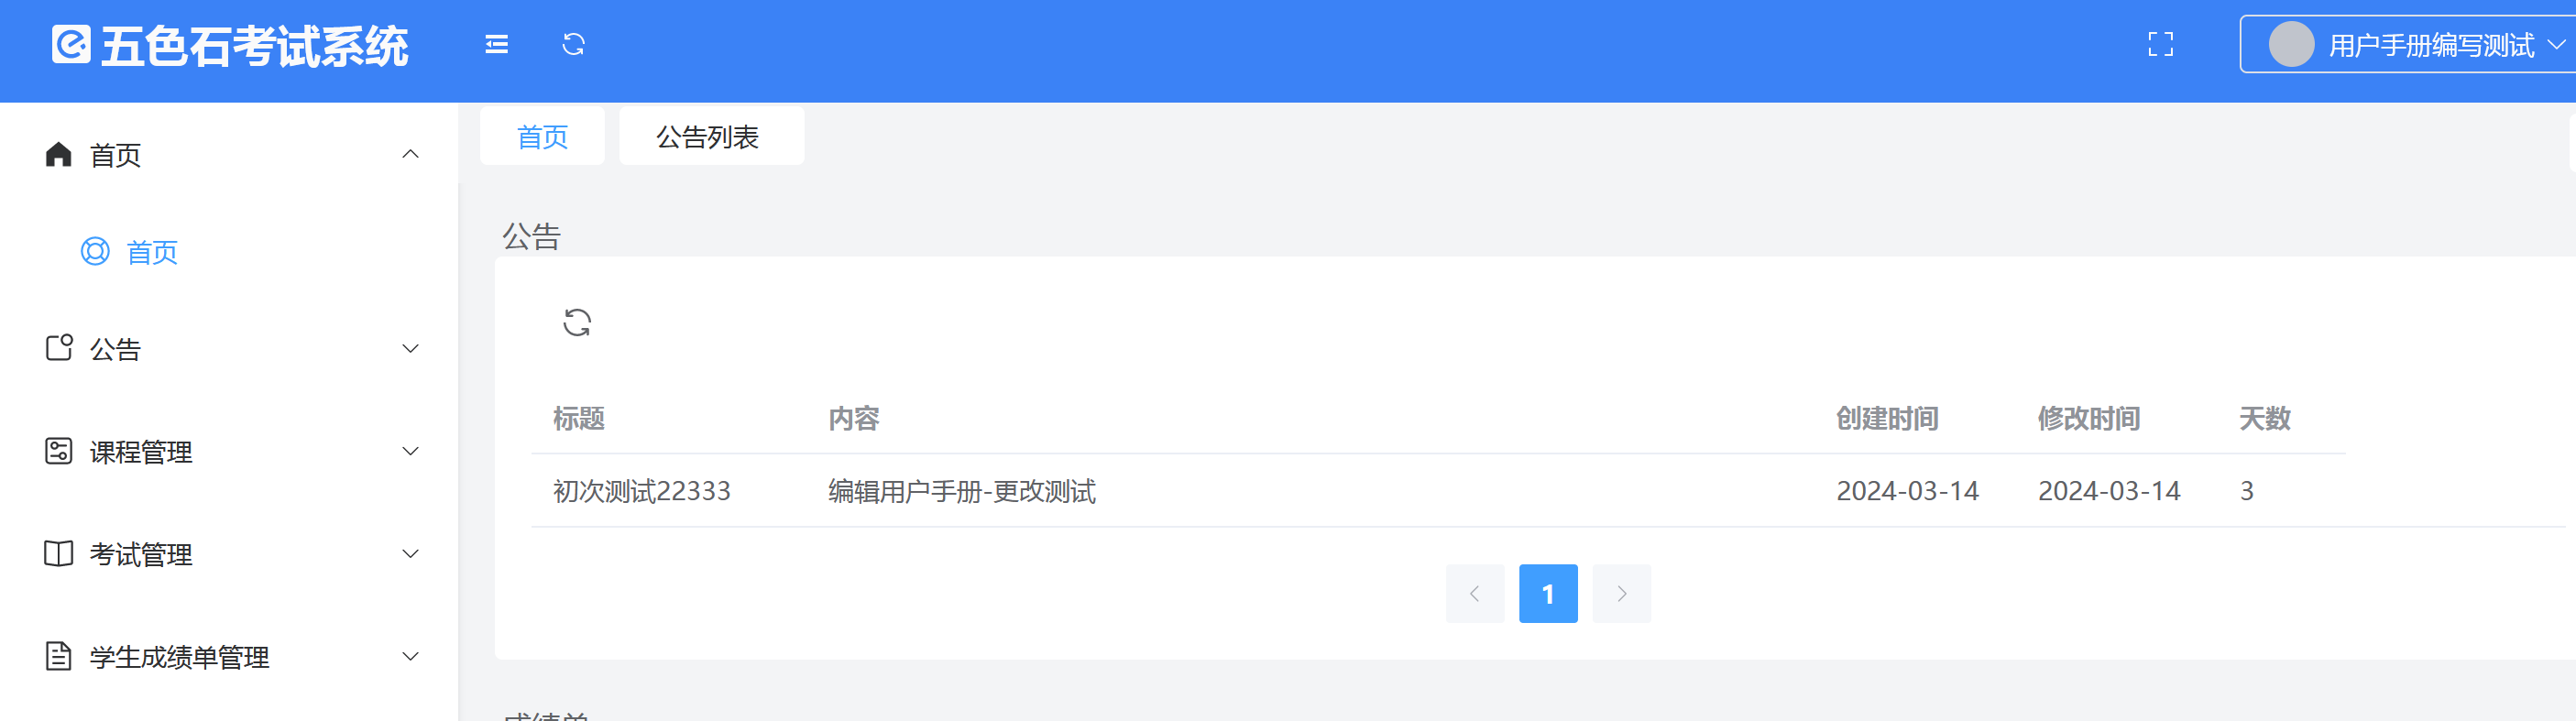 五色石考试系统
用户手册编写测试
首页
首页
公告
课程管理
考试管理
学生成绩单管理
首页 公告列表
公告
标题 内容 创建时间 修改时间 天数
初次测试22333 编辑用户手册-更改测试 2024-03-14 2024-03-14 3
1
成绩单